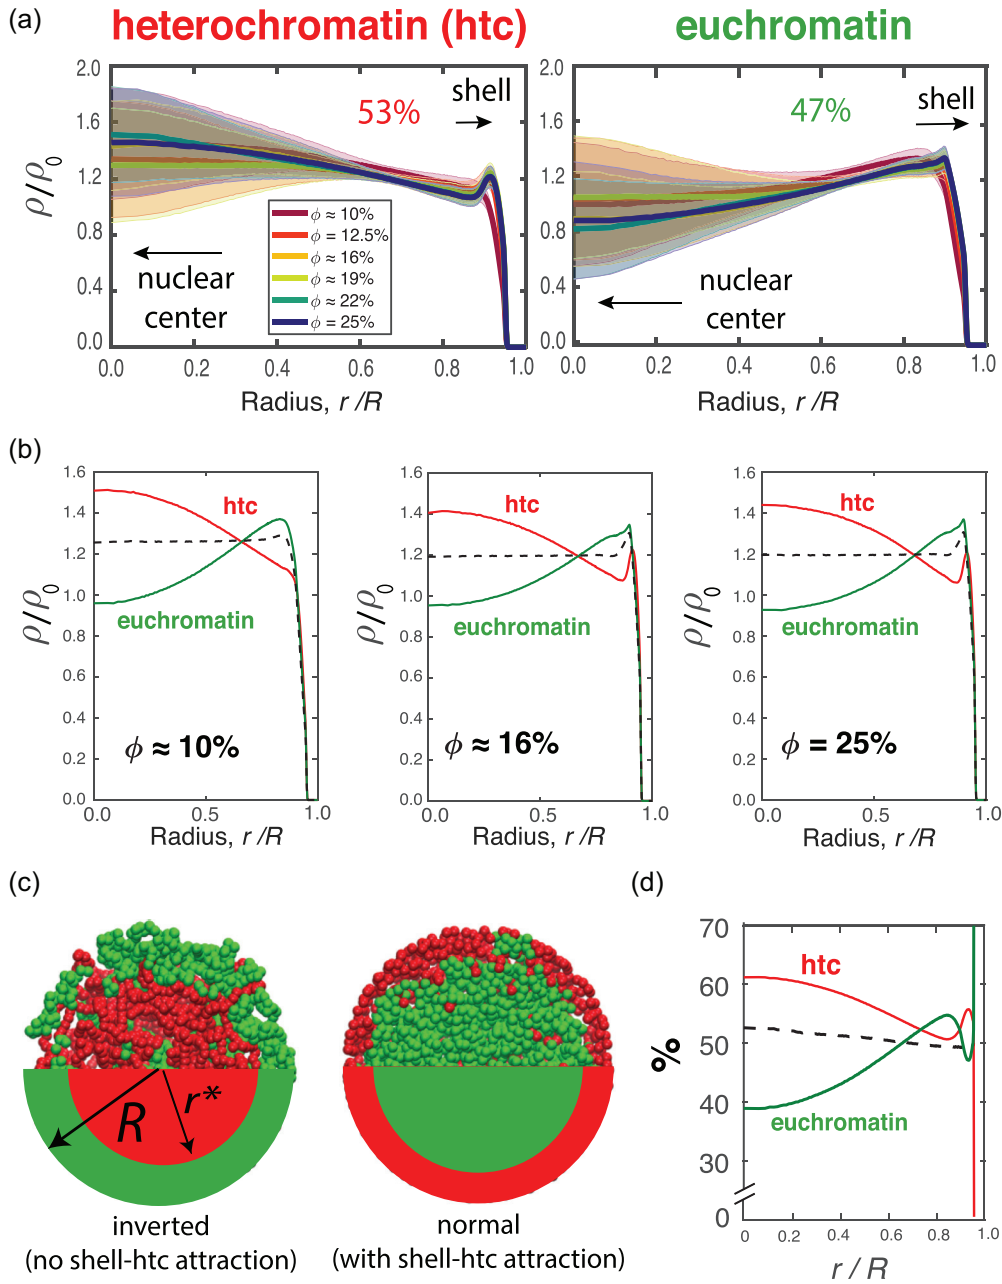 (a)
heterochromatin (htc)
euchromatin
2.0
1.6
1.2
0.8
0.4
0.0
ρ/ρ0
53%
shell
nuclear
center
ϕ ≈ 10%
ϕ = 12.5%
ϕ ≈ 16%
ϕ ≈ 19%
ϕ ≈ 22%
ϕ = 25%
0.0 0.2 0.4 0.6 0.8 1.0
Radius, r /R
2.0
1.6
1.2
0.8
0.4
0.0
47%
shell
nuclear
center
0.0 0.2 0.4 0.6 0.8 1.0
Radius, r /R
(b)
1.6
1.4
1.2
1.0
0.8
0.6
0.4
0.2
0.0
ρ/ρ0
htc
euchromatin
ϕ ≈ 10%
0.0 0.5 1.0
Radius, r /R
1.6
1.4
1.2
1.0
0.8
0.6
0.4
0.2
0.0
ρ/ρ0
htc
euchromatin
ϕ ≈ 16%
0.0 0.5 1.0
Radius, r /R
1.6
1.4
1.2
1.0
0.8
0.6
0.4
0.2
0.0
ρ/ρ0
htc
euchromatin
ϕ = 25%
0.0 0.5 1.0
Radius, r /R
(c)
R
r*
inverted
(no shell-htc attraction)
normal
(with shell-htc attraction)
(d)
70
60
50
40
30
0
%
htc
euchromatin
0 0.2 0.4 0.6 0.8 1.0
r / R